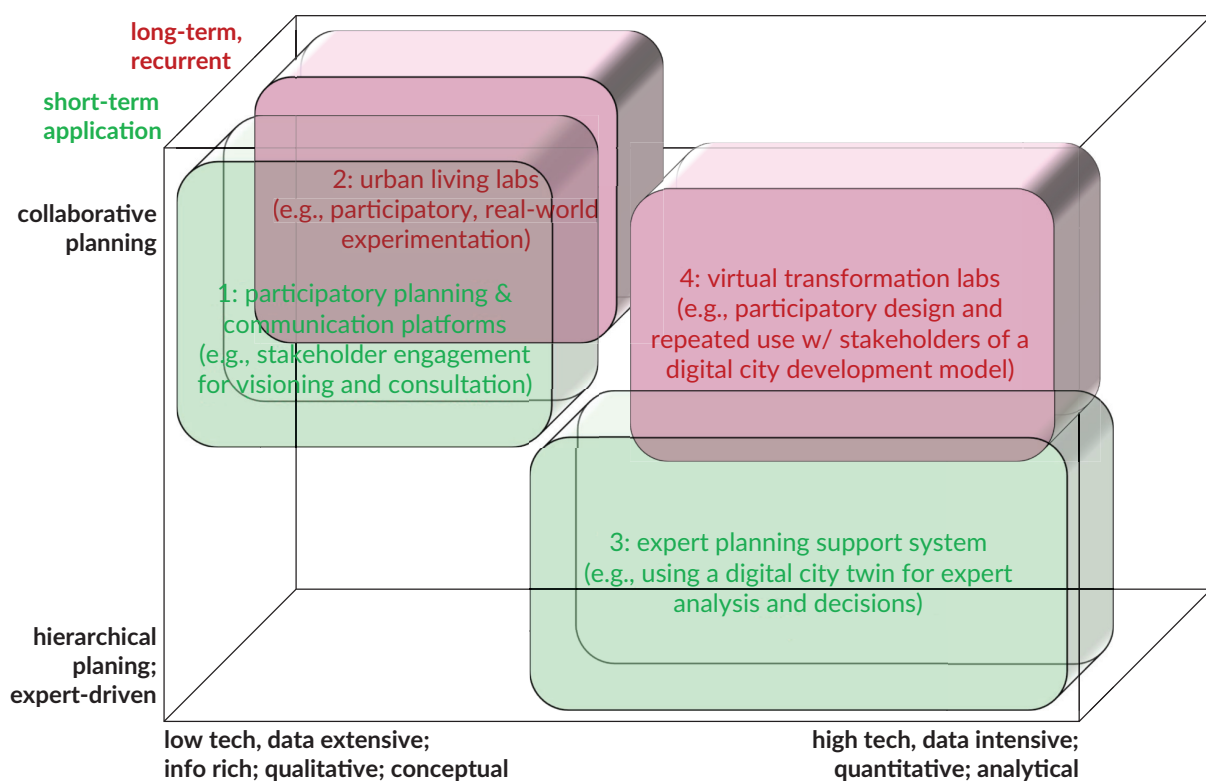 long-term,
recurrent
short-term
application
collaborative
planning
2: urban living labs
(e.g., participatory, real-world
experimentation)
1: participatory planning &
communication platforms
(e.g., stakeholder engagement
for visioning and consultation)
4: virtual transformation labs
(e.g., participatory design and
repeated use w/ stakeholders of a
digital city development model)
3: expert planning support system
(e.g., using a digital city twin for expert
analysis and decisions)
hierarchical
planing;
expert-driven
low tech, data extensive;
info rich; qualitative; conceptual
high tech, data intensive;
quantitative; analytical